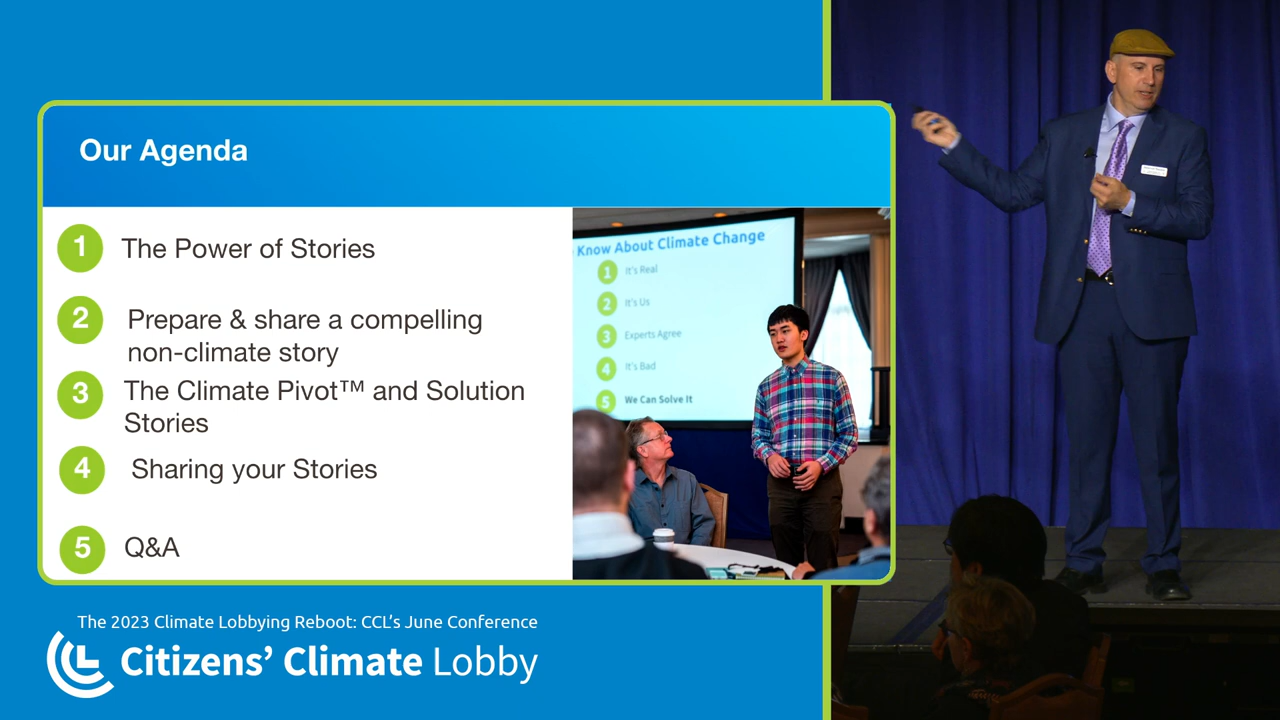 Our Agenda
1 The Power of Stories
2 Prepare & share a compelling
non-climate story
3 The Climate Pivot™ and Solution
Stories
4 Sharing your Stories
5 Q&A
Know About Climate Change
1 It's Real
2 It's Us
3 Experts Agree
4 It's Bad
5 We Can Solve It
The 2023 Climate Lobbying Reboot: CCL's June Conference
Citizens' Climate Lobby